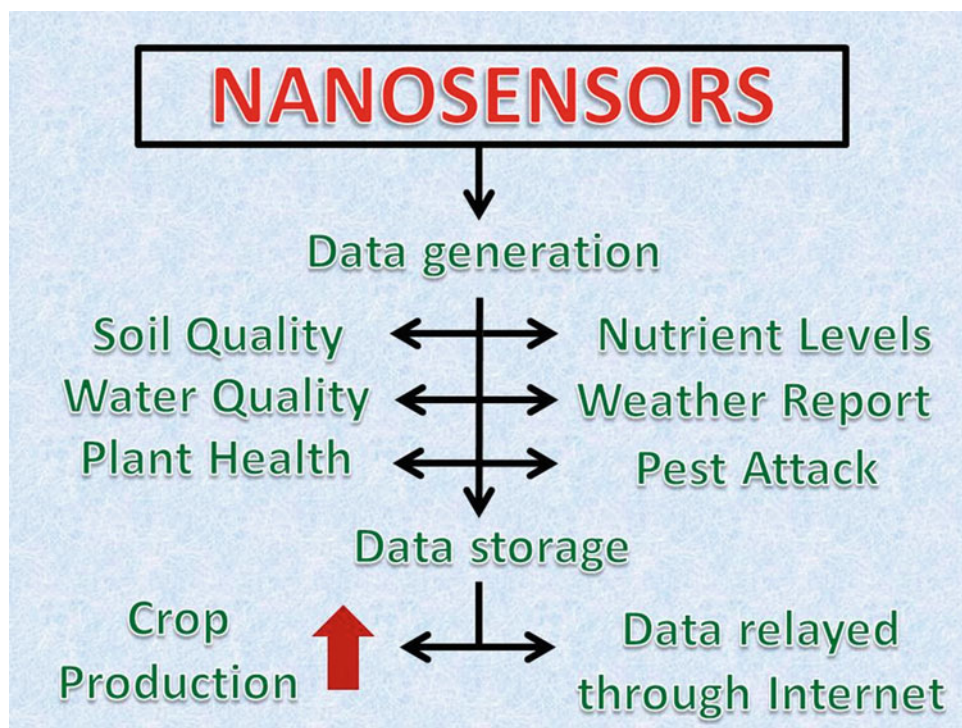 NANOSENSORS
Data generation
Soil Quality
Nutrient Levels
Water Quality
Weather Report
Plant Health
Pest Attack
Data storage
Crop
Production
Data relayed
through Internet